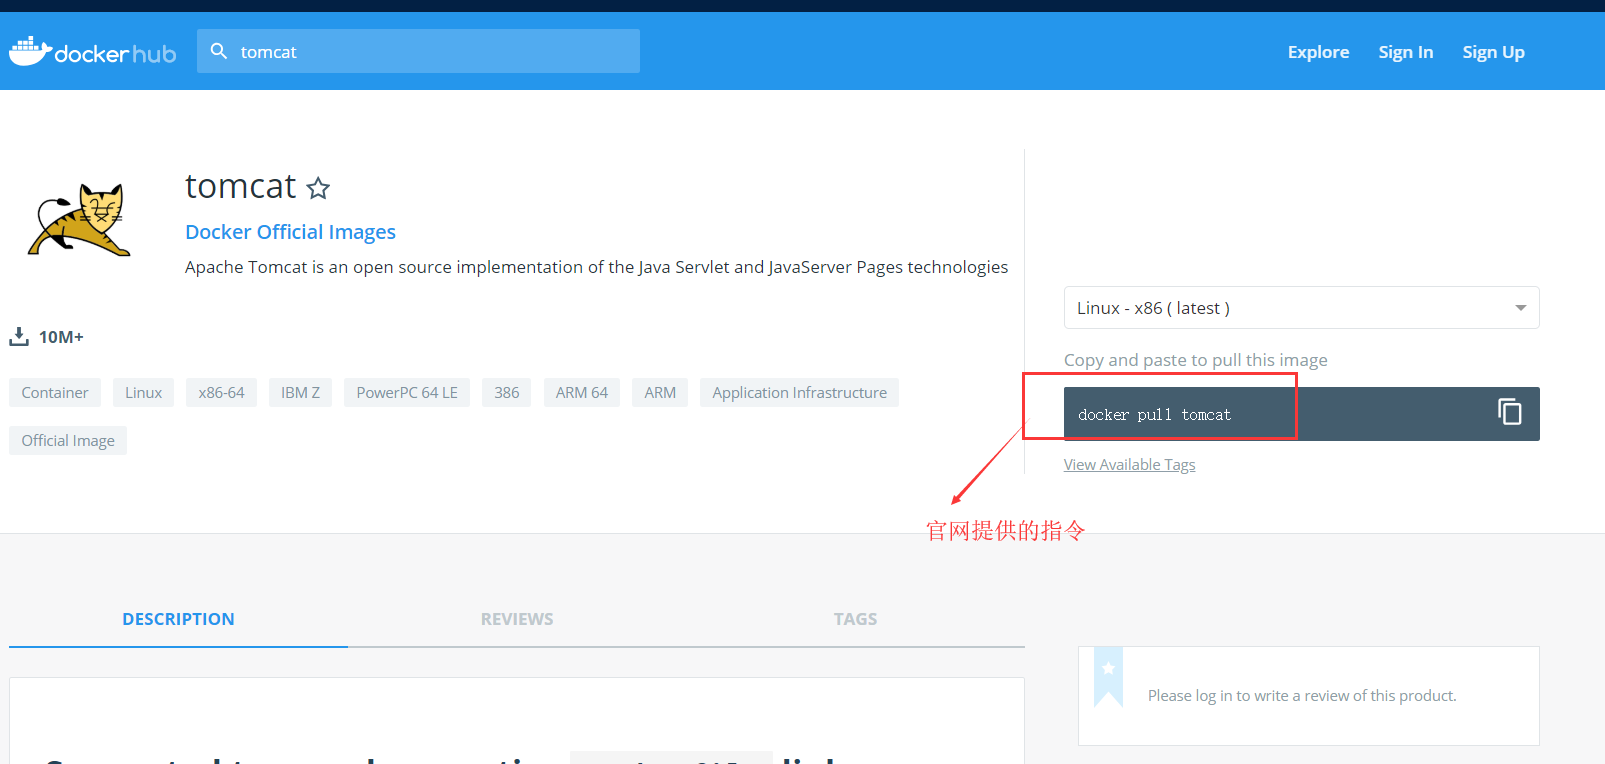 dockerhub
tomcat
Explore Sign In Sign Up
tomcat
Docker Official Images
Apache Tomcat is an open source implementation of the Java Servlet and JavaServer Pages technologies
10M+
Container Linux x86-64 IBM Z PowerPC 64 LE 386 ARM 64 ARM Application Infrastructure
Official Image
Linux - x86 ( latest )
Copy and paste to pull this image
docker pull tomcat
View Available Tags
官网提供的指令
DESCRIPTION REVIEWS TAGS
Please log in to write a review of this product.